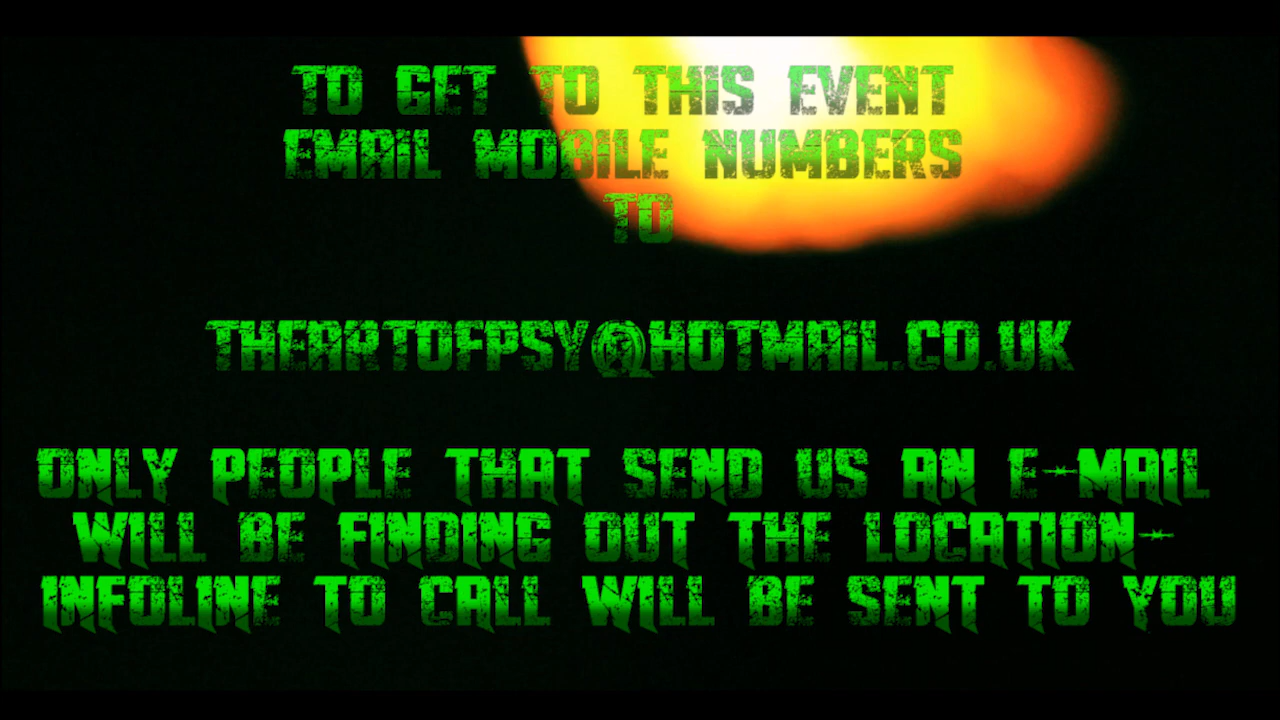 TO GET TO THIS EVENT
EMAIL MOBILE NUMBERS
TO
THEARTOFPSY@HOTMAIL.CO.UK
ONLY PEOPLE THAT SEND US AN E-MAIL
WILL BE FINDING OUT THE LOCATION-
INFOLINE TO CALL WILL BE SENT TO YOU